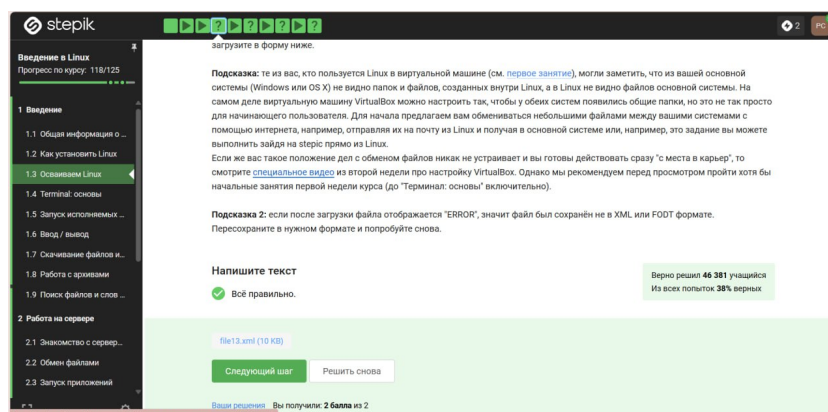 stepik
2
PC
Введение в Linux
Прогресс по курсу: 118/125
1 Введение
1.1 Общая информация о ...
1.2 Как установить Linux
1.3 Осваиваем Linux
1.4 Terminal: основы
1.5 Запуск исполняемых ...
1.6 Ввод / вывод
1.7 Скачивание файлов и...
1.8 Работа с архивами
1.9 Поиск файлов и слов ...
2 Работа на сервере
2.1 Знакомство с сервер...
2.2 Обмен файлами
2.3 Запуск приложений
загрузите в форму ниже.
Подсказка: те из вас, кто пользуется Linux в виртуальной машине (см. первое занятие), могли заметить, что из вашей основной
системы (Windows или OS X) не видно папок и файлов, созданных внутри Linux, а в Linux не видно файлов основной системы. На
самом деле виртуальную машину VirtualBox можно настроить так, чтобы у обеих систем появились общие папки, но это не так просто
для начинающего пользователя. Для начала предлагаем вам обмениваться небольшими файлами между вашими системами с
помощью интернета, например, отправляя их на почту из Linux и получая в основной системе или, например, это задание вы можете
выполнить зайдя на stepic прямо из Linux.
Если же вас такое положение дел с обменом файлов никак не устраивает и вы готовы действовать сразу "с места в карьер", то
смотрите специальное видео из второй недели про настройку VirtualBox. Однако мы рекомендуем перед просмотром пройти хотя бы
начальные занятия первой недели курса (до "Терминал: основы" включительно).
Подсказка 2: если после загрузки файла отображается "ERROR", значит файл был сохранён не в XML или FODT формате.
Пересохраните в нужном формате и попробуйте снова.
Напишите текст
Всё правильно.
Верно решил 46 381 учащийся
Из всех попыток 38% верных
file13.xml (10 KB)
Следующий шаг
Решить снова
Ваши решения Вы получили: 2 балла из 2